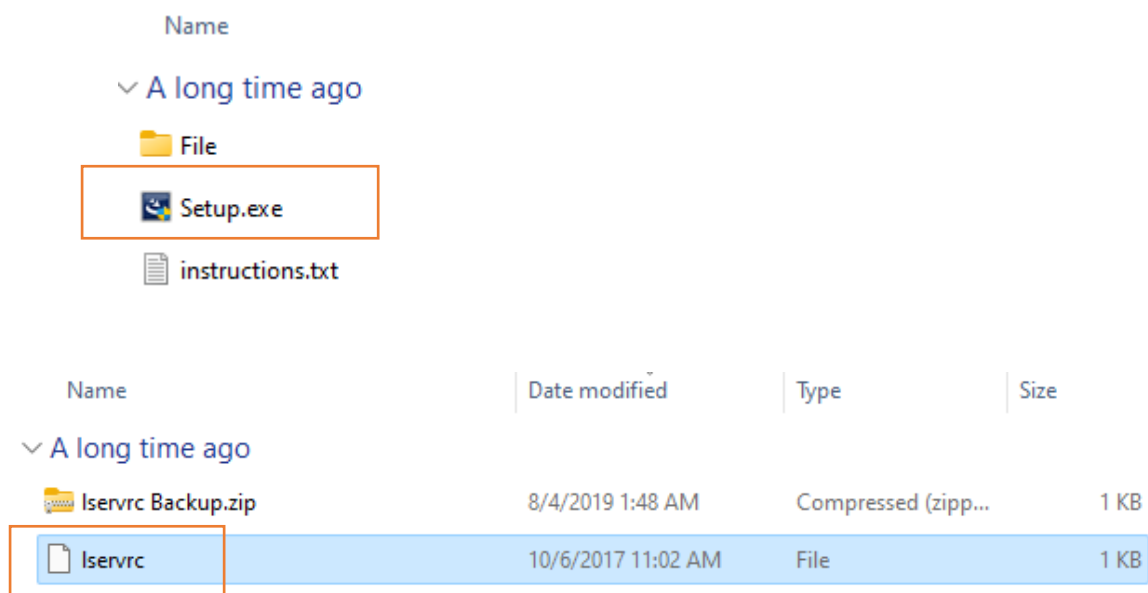 Name
A long time ago
File
Setup.exe
instructions.txt
Name Date modified Type Size
A long time ago
lservrc Backup.zip 8/4/2019 1:48 AM Compressed (zipp... 1 KB
lservrc 10/6/2017 11:02 AM File 1 KB